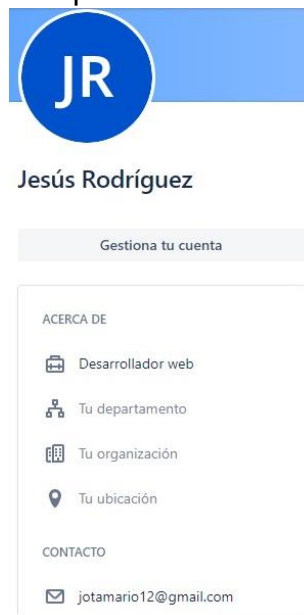 JR
Jesús Rodríguez
Gestiona tu cuenta
ACERCA DE
Desarrollador web
Tu departamento
Tu organización
Tu ubicación
CONTACTO
jotamario12@gmail.com